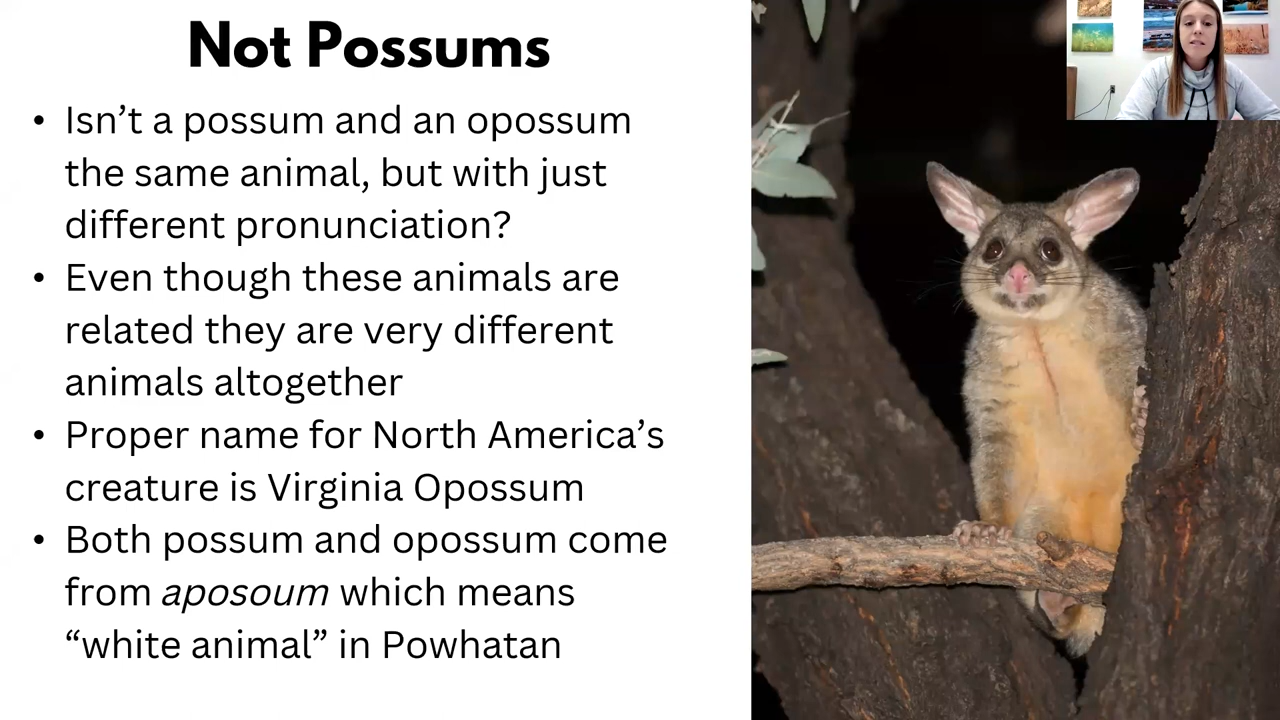 Not Possums
• Isn’t a possum and an opossum
the same animal, but with just
different pronunciation?
• Even though these animals are
related they are very different
animals altogether
• Proper name for North America’s
creature is Virginia Opossum
• Both possum and opossum come
from aposoum which means
“white animal” in Powhatan